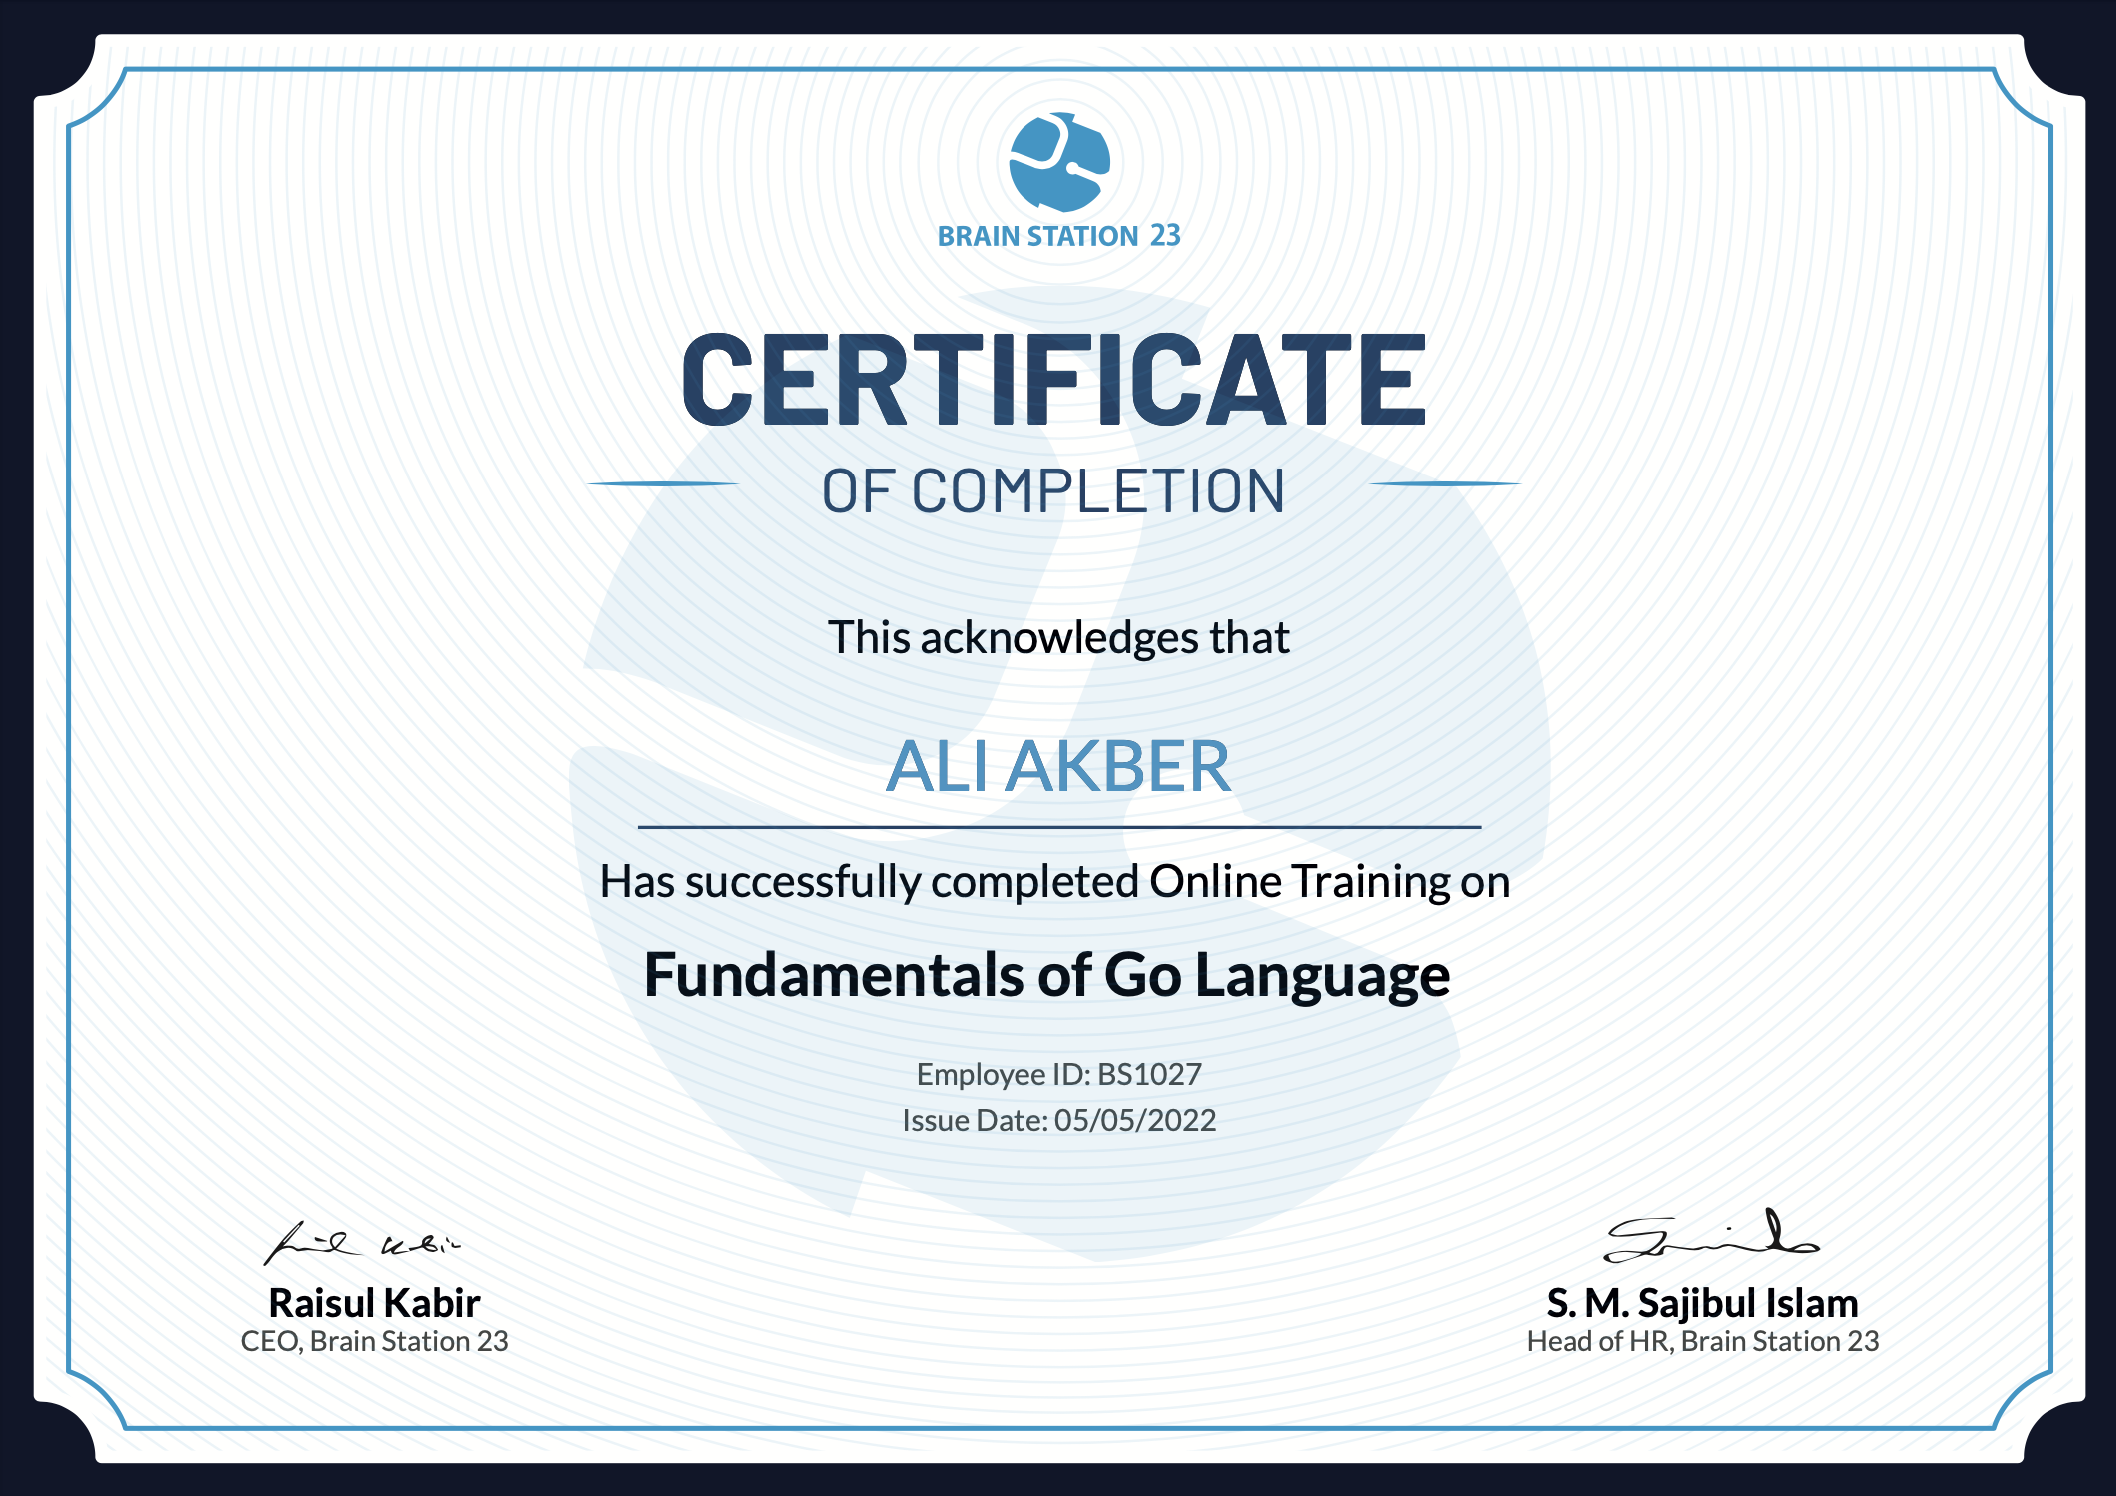 BRAIN STATION 23
CERTIFICATE
OF COMPLETION
This acknowledges that
ALI AKBER
Has successfully completed Online Training on
Fundamentals of Go Language
Employee ID: BS1027
Issue Date: 05/05/2022
Raisul Kabir
CEO, Brain Station 23
S. M. Sajibul Islam
Head of HR, Brain Station 23